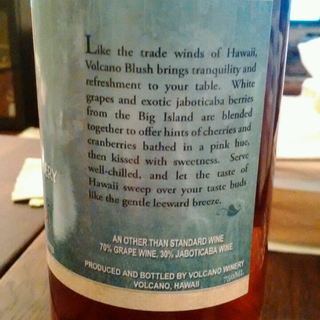 Like the trade winds of Hawaii,
Volcano Blush brings tranquility and
refreshment to your table. White
grapes and exotic jaboticaba berries
from the Big Island are blended
together to offer hints of cherries and
cranberries bathed in a pink hue,
then kissed with sweetness. Serve
well-chilled, and let the taste of
Hawaii sweep over your taste buds
like the gentle leeward breeze.
ERY
AN OTHER THAN STANDARD WINE
70% GRAPE WINE, 30% JABOTICABA WINE
PRODUCED AND BOTTLED BY VOLCANO WINERY
VOLCANO, HAWAII
750ML